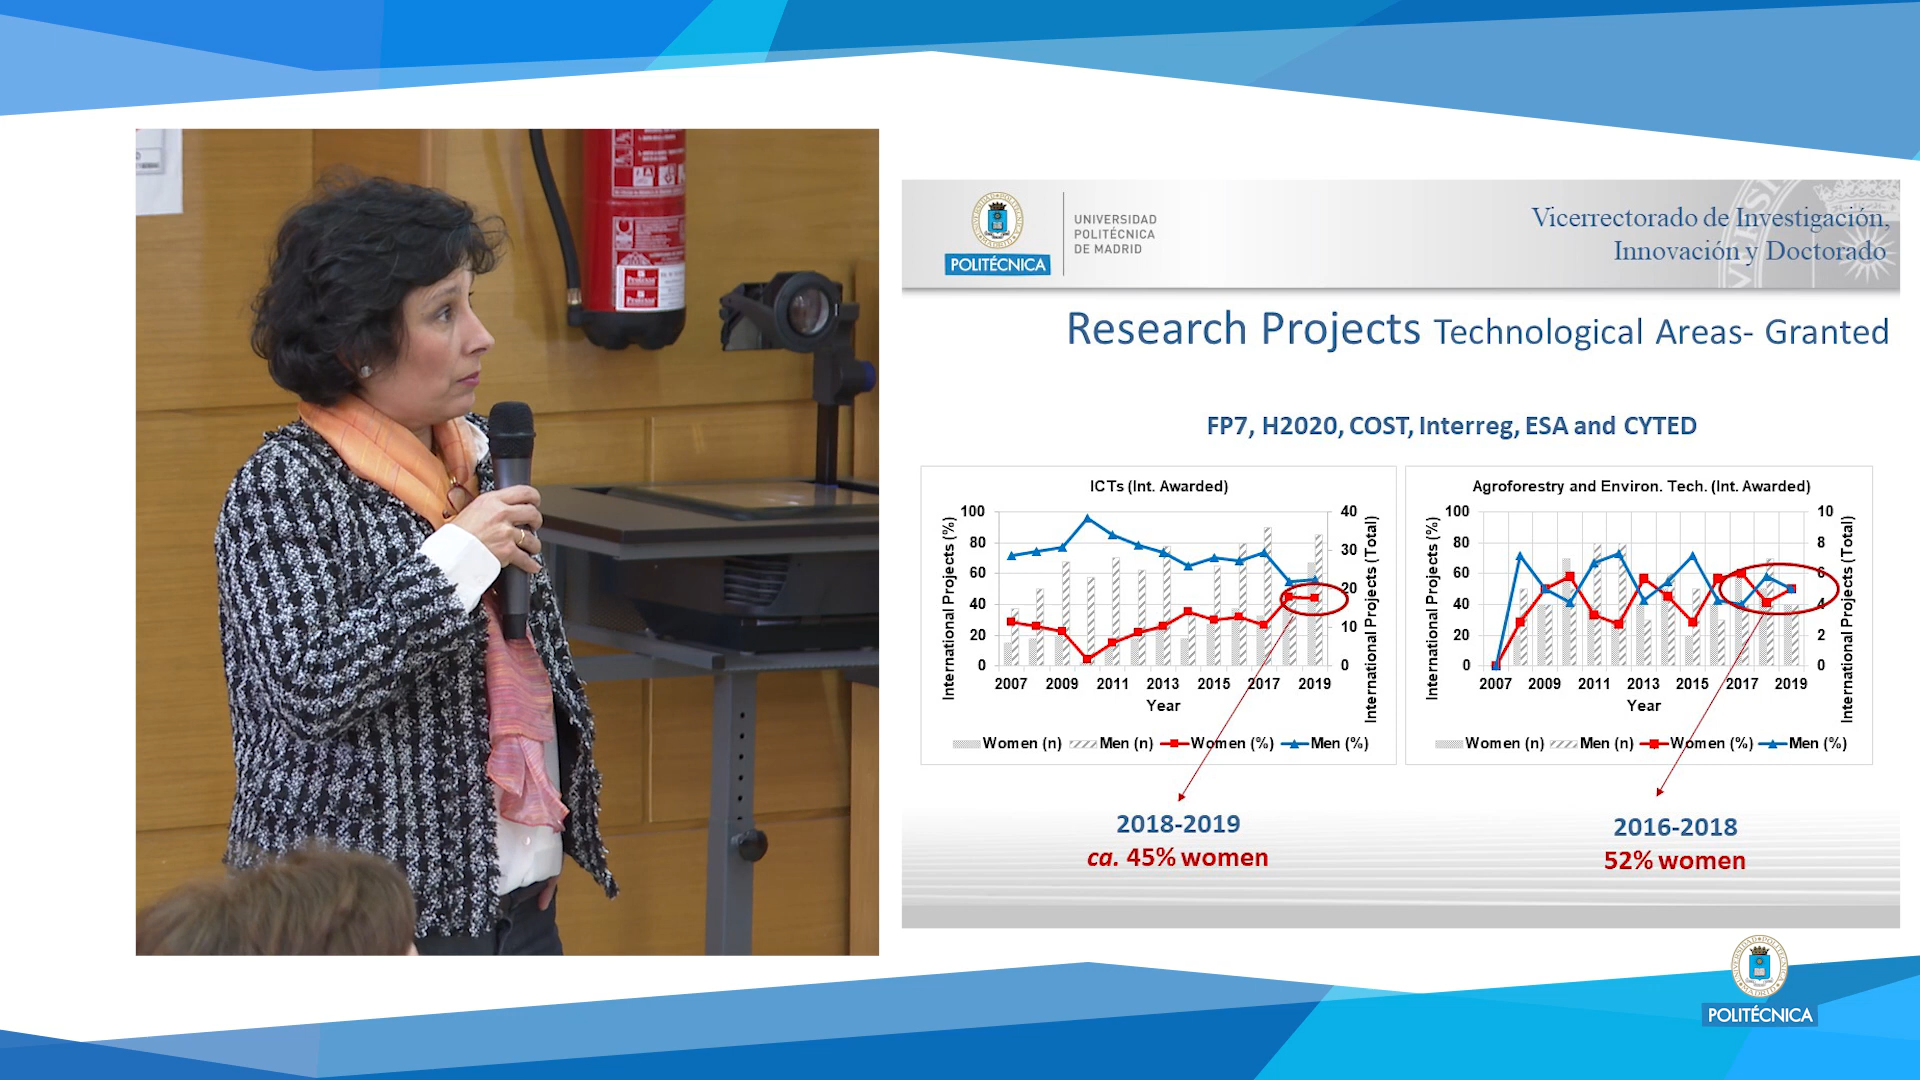 UNIVERSIDAD
POLITÉCNICA
DE MADRID
POLITÉCNICA
Vicerrectorado de Investigación,
Innovación y Doctorado
Research Projects Technological Areas- Granted
FP7, H2020, COST, Interreg, ESA and CYTED
ICTs (Int. Awarded)
International Projects (%)
100
80
60
40
20
0
40
30
20
10
0
International Projects (Total)
2007 2009 2011 2013 2015 2017 2019
Year
Women (n) Men (n) Women (%) Men (%)
Agroforestry and Environ. Tech. (Int. Awarded)
International Projects (%)
100
80
60
40
20
0
10
8
6
4
2
0
International Projects (Total)
2007 2009 2011 2013 2015 2017 2019
Year
Women (n) Men (n) Women (%) Men (%)
2018-2019
ca. 45% women
2016-2018
52% women
POLITÉCNICA